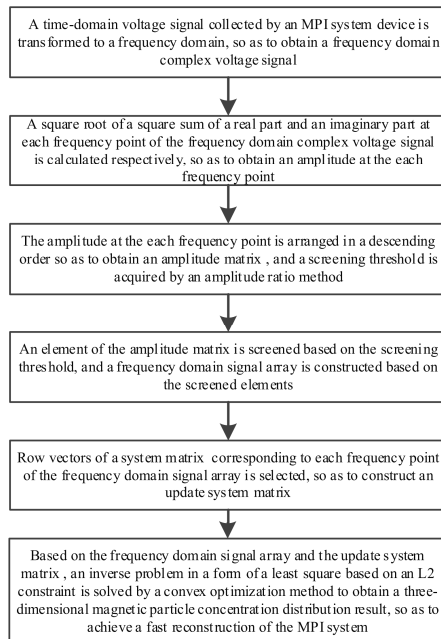 A time-domain voltage signal collected by an MPI system device is
transformed to a frequency domain, so as to obtain a frequency domain
complex voltage signal
A square root of a square sum of a real part and an imaginary part at
each frequency point of the frequency domain complex voltage signal
is calculated respectively, so as to obtain an amplitude at the each
frequency point
The amplitude at the each frequency point is arranged in a descending
order so as to obtain an amplitude matrix , and a screening threshold is
acquired by an amplitude ratio method
An element of the amplitude matrix is screened based on the screening
threshold, and a frequency domain signal array is constructed based on
the screened elements
Row vectors of a system matrix corresponding to each frequency point
of the frequency domain signal array is selected, so as to construct an
update system matrix
Based on the frequency domain signal array and the update system
matrix , an inverse problem in a form of a least square based on an L2
constraint is solved by a convex optimization method to obtain a three-
dimensional magnetic particle concentration distribution result, so as to
achieve a fast reconstruction of the MPI system